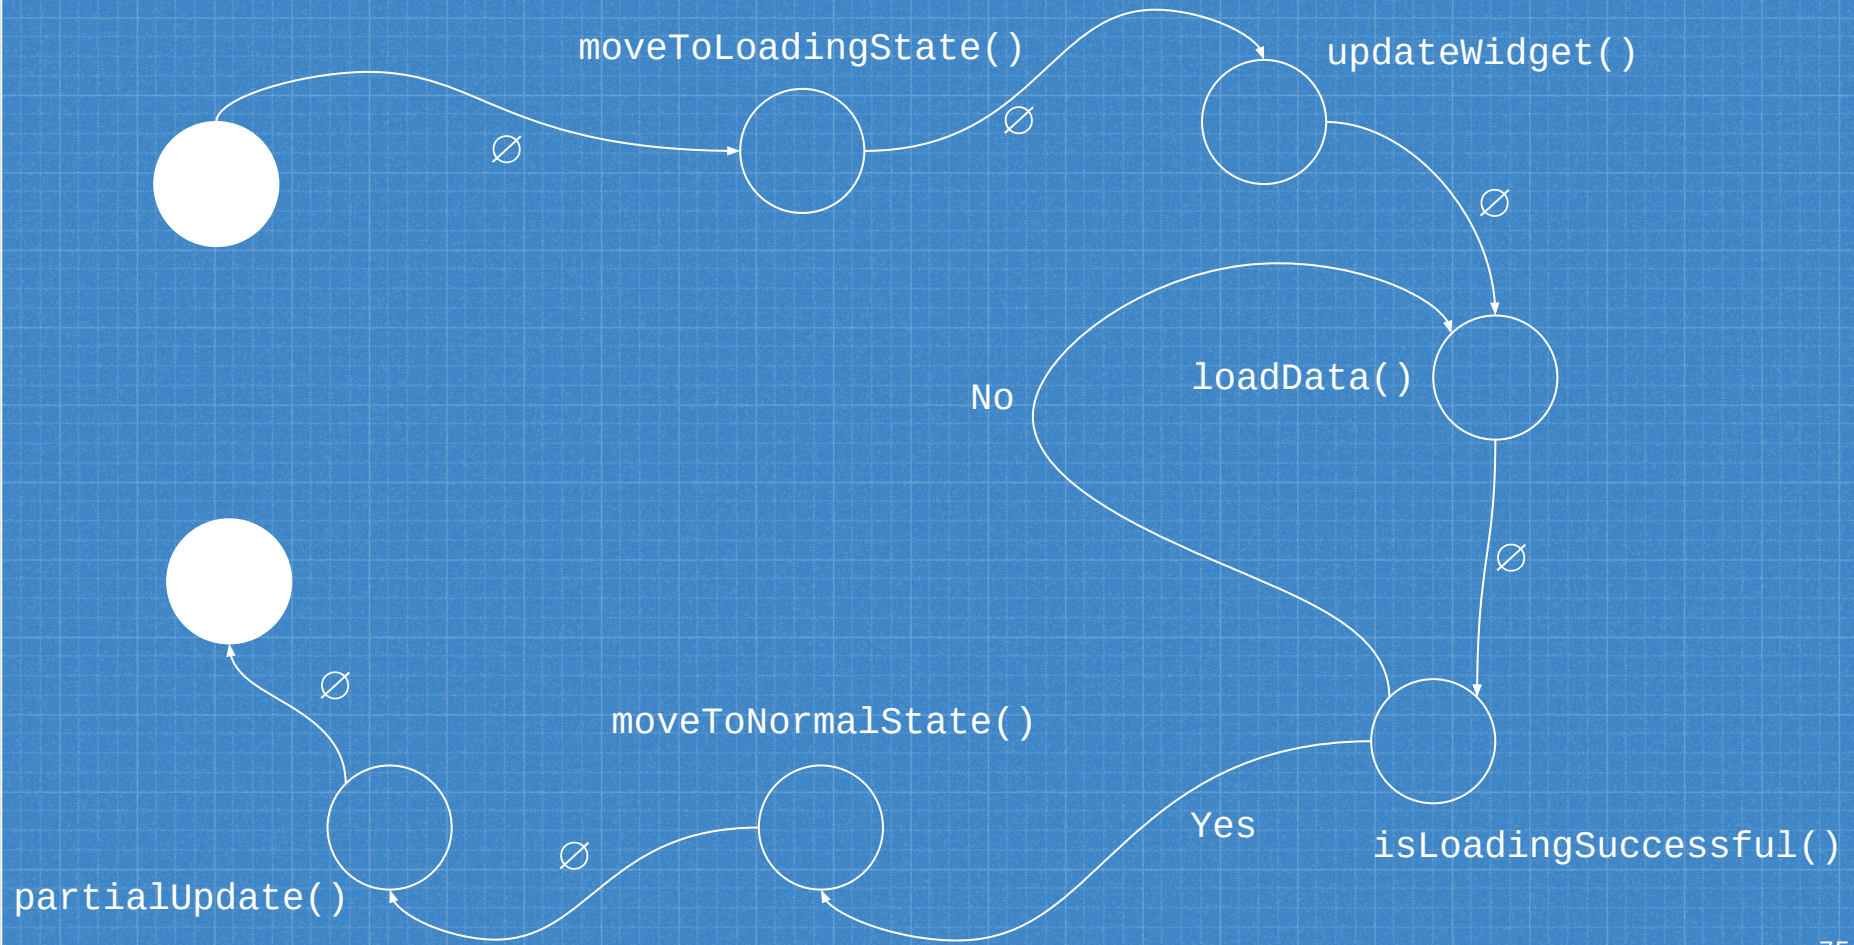 moveToLoadingState()
updateWidget()
∅
∅
∅
loadData()
No
∅
∅
moveToNormalState()
Yes
isLoadingSuccessful()
∅
partialUpdate()